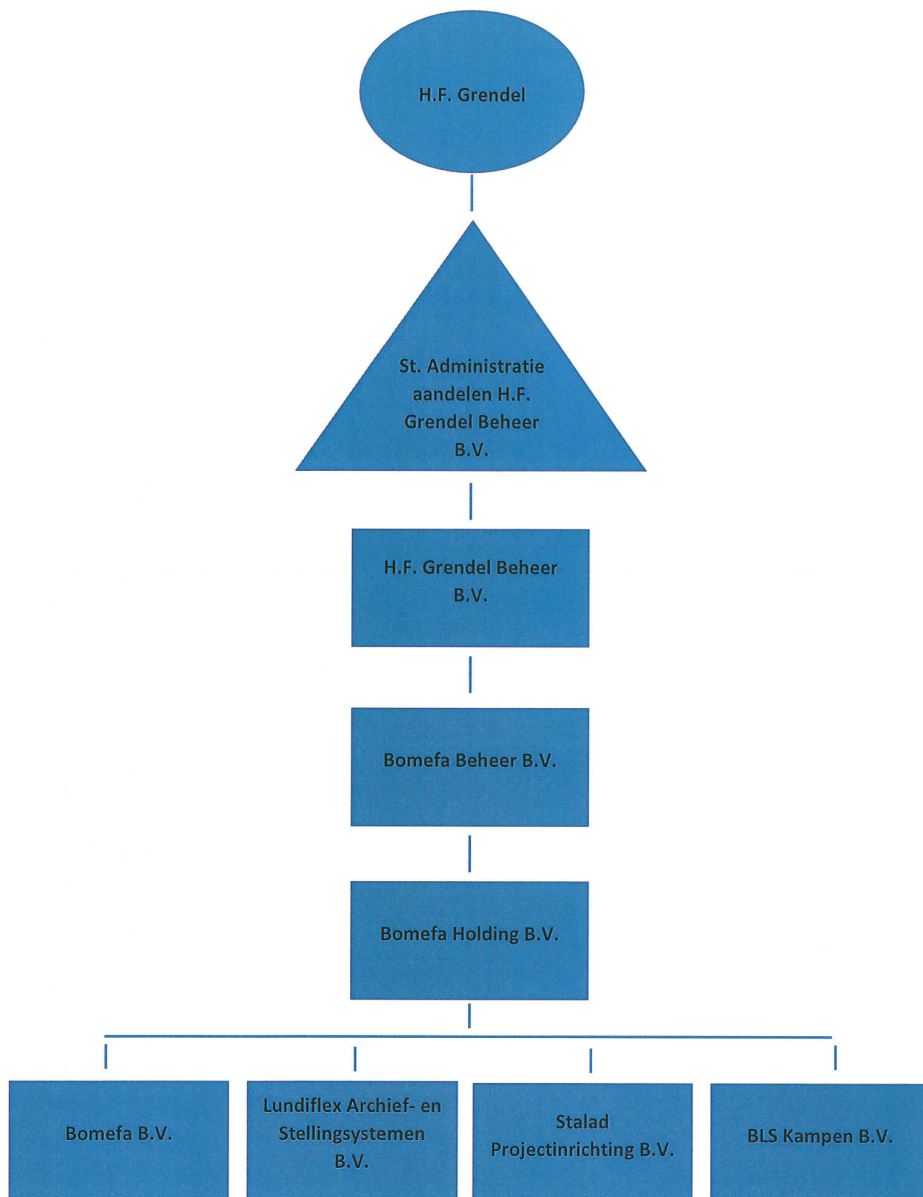 H.F. Grendel
St. Administratie
aandelen H.F.
Grendel Beheer
B.V.
H.F. Grendel Beheer
B.V.
Bomefa Beheer B.V.
Bomefa Holding B.V.
Bomefa B.V.
Lundiflex Archief- en
Stellingsystemen
B.V.
Stalad
Projectinrichting B.V.
BLS Kampen B.V.